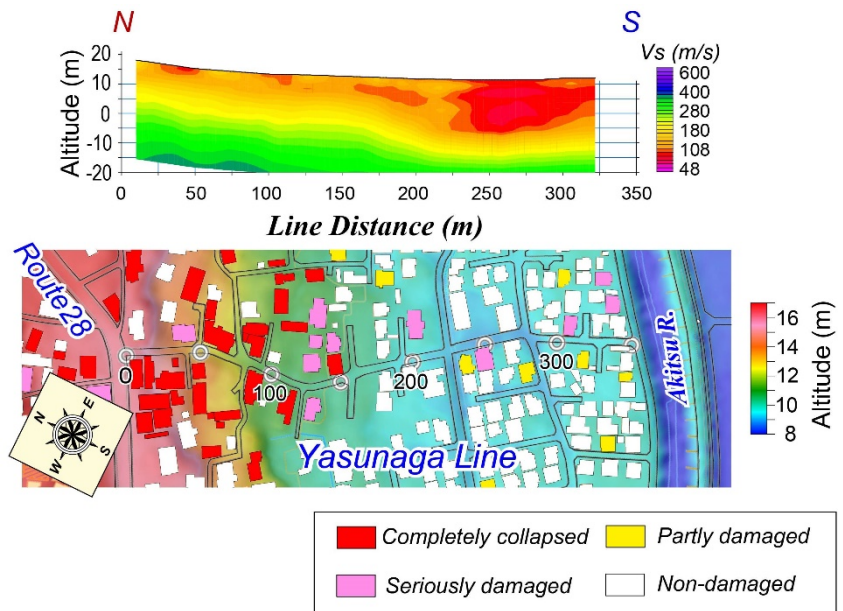 N
S
Vs (m/s)
600
400
280
180
108
48
Altitude (m)
20
10
0
-10
-20
0
50
100
150
200
250
300
350
Line Distance (m)
Route28
0
100
200
300
Akitsu R.
Yasunaga Line
N
E
S
W
Altitude (m)
16
14
12
10
8
Completely collapsed
Partly damaged
Seriously damaged
Non-damaged